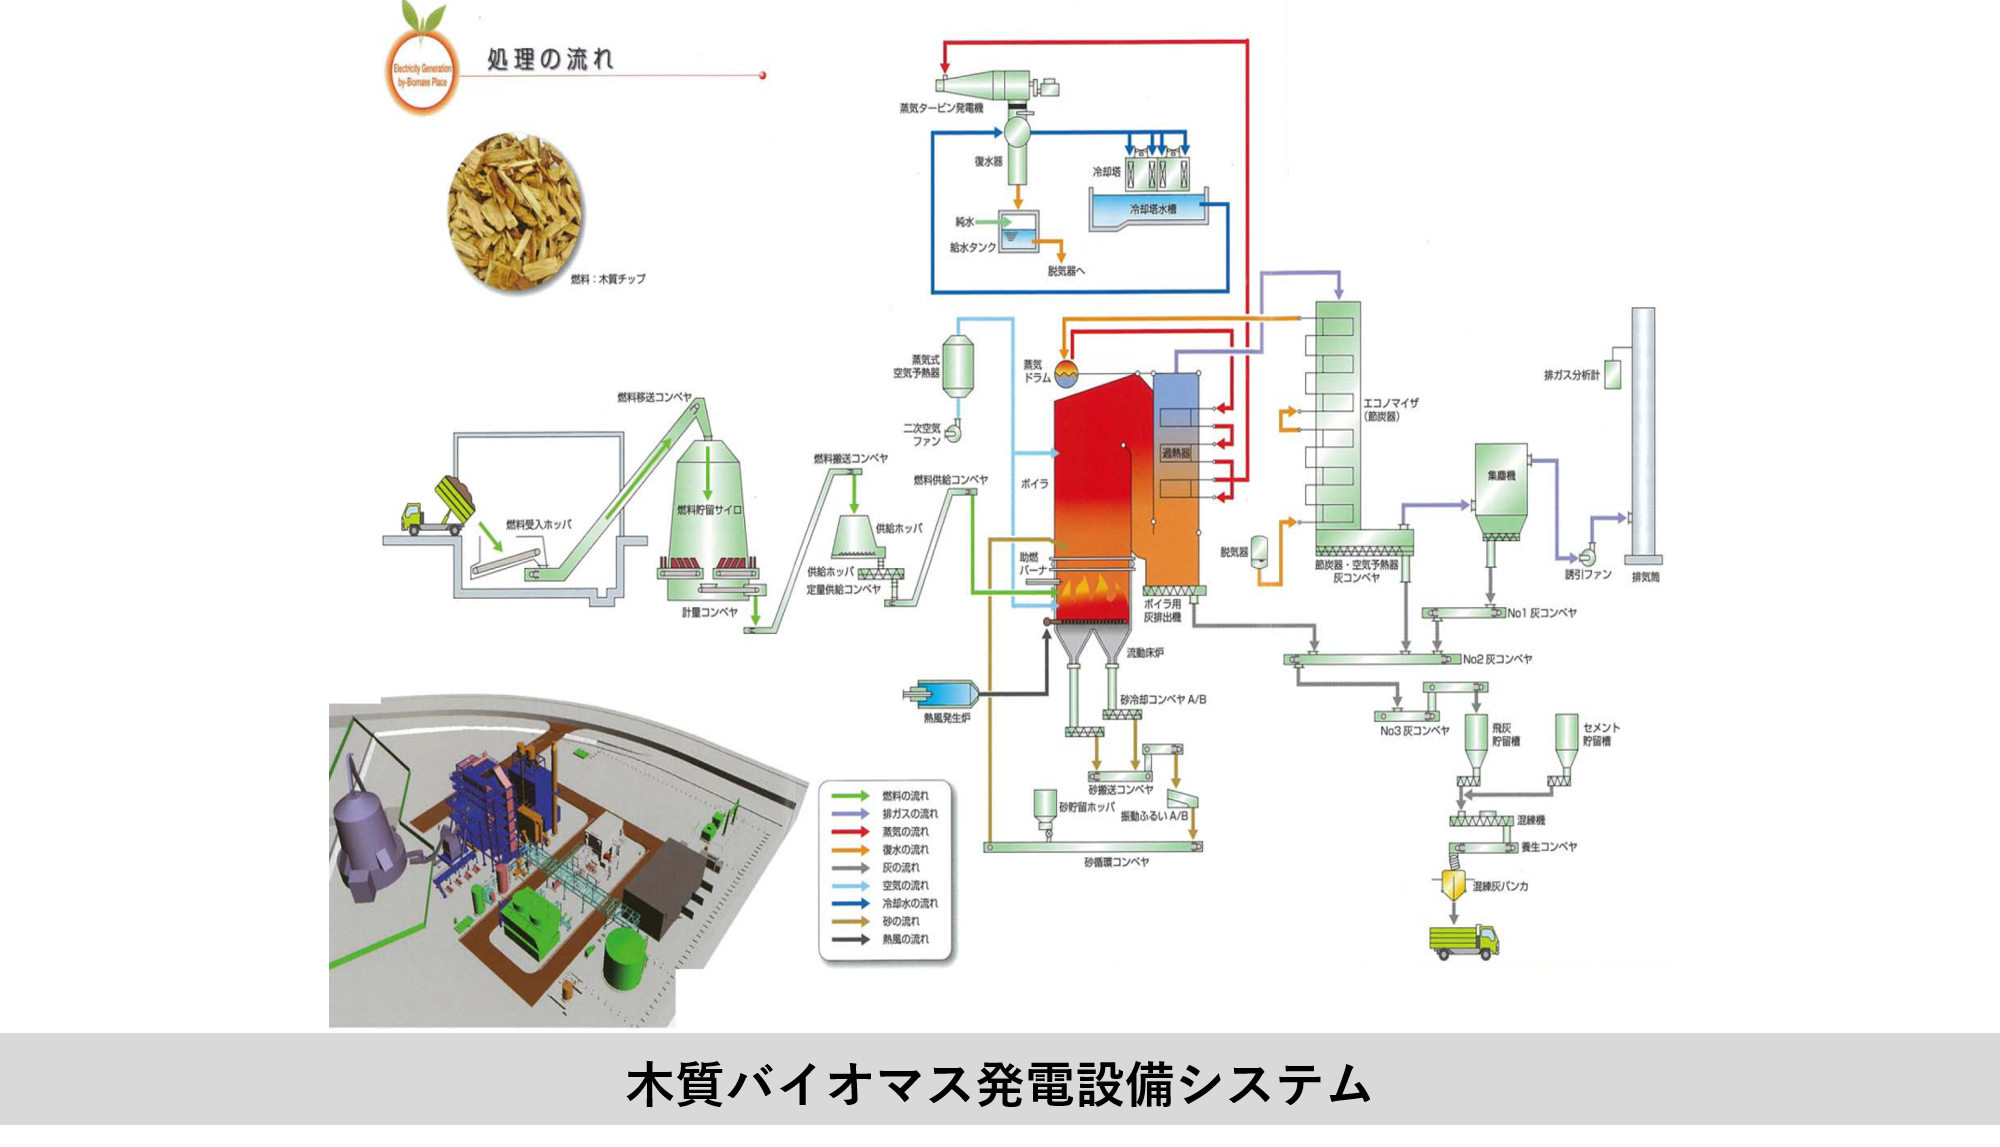 Electricity Generation
by-Biomass Place
処理の流れ
燃料：木質チップ
蒸気タービン発電機
復水器
冷却塔
冷却塔水槽
純水
給水タンク
脱気器へ
蒸気式
空気予熱器
二次空気
ファン
蒸気
ドラム
ボイラ
過熱器
エコノマイザ
（節炭器）
排ガス分析計
集塵機
誘引ファン
排気筒
燃料移送コンベヤ
燃料受入ホッパ
燃料貯留サイロ
計量コンベヤ
燃料搬送コンベヤ
供給ホッパ
供給ホッパ
定量供給コンベヤ
燃料供給コンベヤ
助燃
バーナ
ボイラ用
灰排出機
脱気器
節炭器・空気予熱器
灰コンベヤ
No1灰コンベヤ
No2灰コンベヤ
No3灰コンベヤ
流動床炉
熱風発生炉
砂冷却コンベヤ A/B
砂搬送コンベヤ
砂貯留ホッパ
振動ふるい A/B
砂循環コンベヤ
飛灰
貯留槽
セメント
貯留槽
混練機
養生コンベヤ
混練灰バンカ
燃料の流れ
排ガスの流れ
蒸気の流れ
復水の流れ
灰の流れ
空気の流れ
冷却水の流れ
砂の流れ
熱風の流れ
木質バイオマス発電設備システム